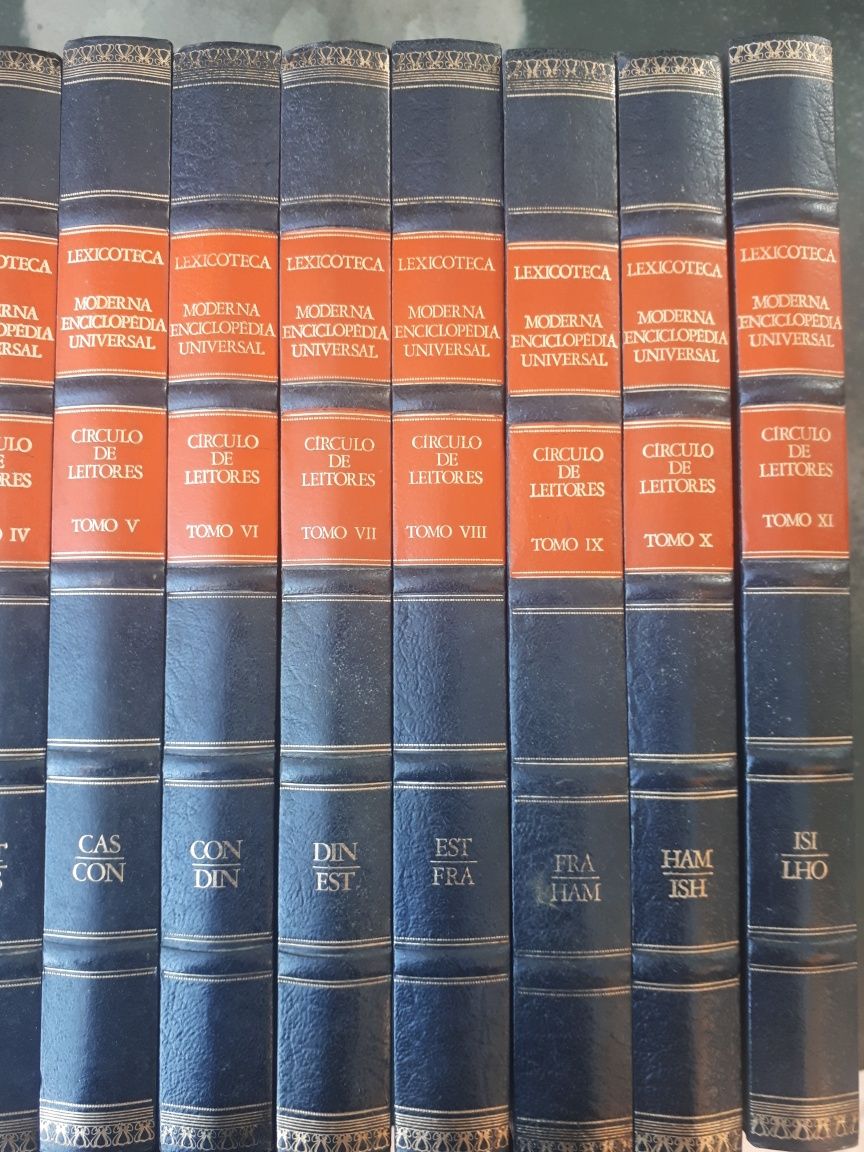 LEXICOTECA
MODERNA
ENCICLOPÉDIA
UNIVERSAL
CÍRCULO
DE
LEITORES
TOMO V
CAS
CON
LEXICOTECA
MODERNA
ENCICLOPÉDIA
UNIVERSAL
CÍRCULO
DE
LEITORES
TOMO VI
CON
DIN
LEXICOTECA
MODERNA
ENCICLOPÉDIA
UNIVERSAL
CÍRCULO
DE
LEITORES
TOMO VII
DIN
EST
LEXICOTECA
MODERNA
ENCICLOPÉDIA
UNIVERSAL
CÍRCULO
DE
LEITORES
TOMO VIII
EST
FRA
LEXICOTECA
MODERNA
ENCICLOPÉDIA
UNIVERSAL
CÍRCULO
DE
LEITORES
TOMO IX
FRA
HAM
LEXICOTECA
MODERNA
ENCICLOPÉDIA
UNIVERSAL
CÍRCULO
DE
LEITORES
TOMO X
HAM
ISH
LEXICOTECA
MODERNA
ENCICLOPÉDIA
UNIVERSAL
CÍRCULO
DE
LEITORES
TOMO XI
ISI
LHO